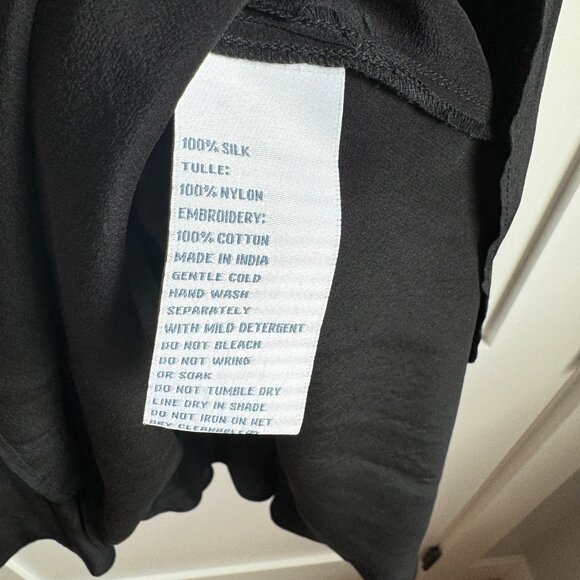 100% SILK
TULLE:
100% NYLON
EMBROIDERY:
100% COTTON
MADE IN INDIA
GENTLE COLD
HAND WASH
SEPARATELY
WITH MILD DETERGENT
DO NOT BLEACH
DO NOT WRING
OR SOAK
DO NOT TUMBLE DRY
LINE DRY IN SHADE
DO NOT IRON ON NET
DRY CLEANABLE